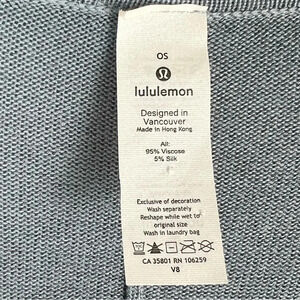 OS
lululemon
Designed in
Vancouver
Made in Hong Kong
All:
95% Viscose
5% Silk
Exclusive of decoration
Wash separately
Reshape while wet to
original size
Wash in laundry bag
CA 35801 RN 106259
V8